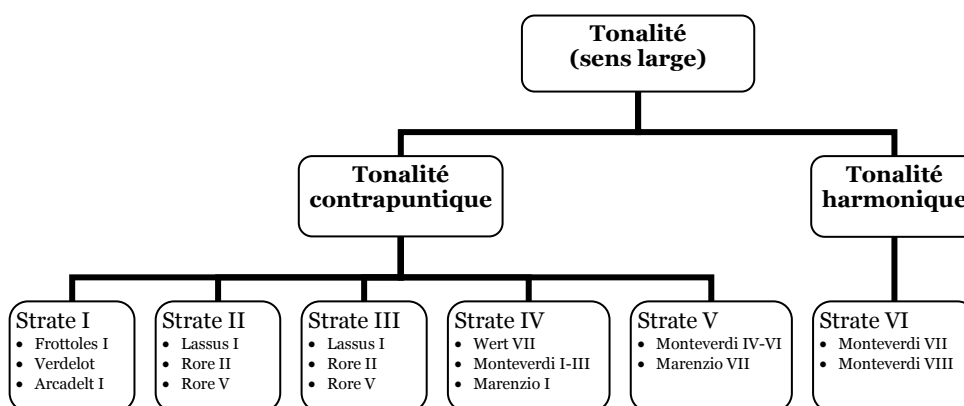 Tonalité
(sens large)
Tonalité
contrapuntique
Tonalité
harmonique
Strate I
• Frottoles I
• Verdelot
• Arcadelt I
Strate II
• Lassus I
• Rore II
• Rore V
Strate III
• Lassus I
• Rore II
• Rore V
Strate IV
• Wert VII
• Monteverdi I-III
• Marenzio I
Strate V
• Monteverdi IV-VI
• Marenzio VII
Strate VI
• Monteverdi VII
• Monteverdi VIII